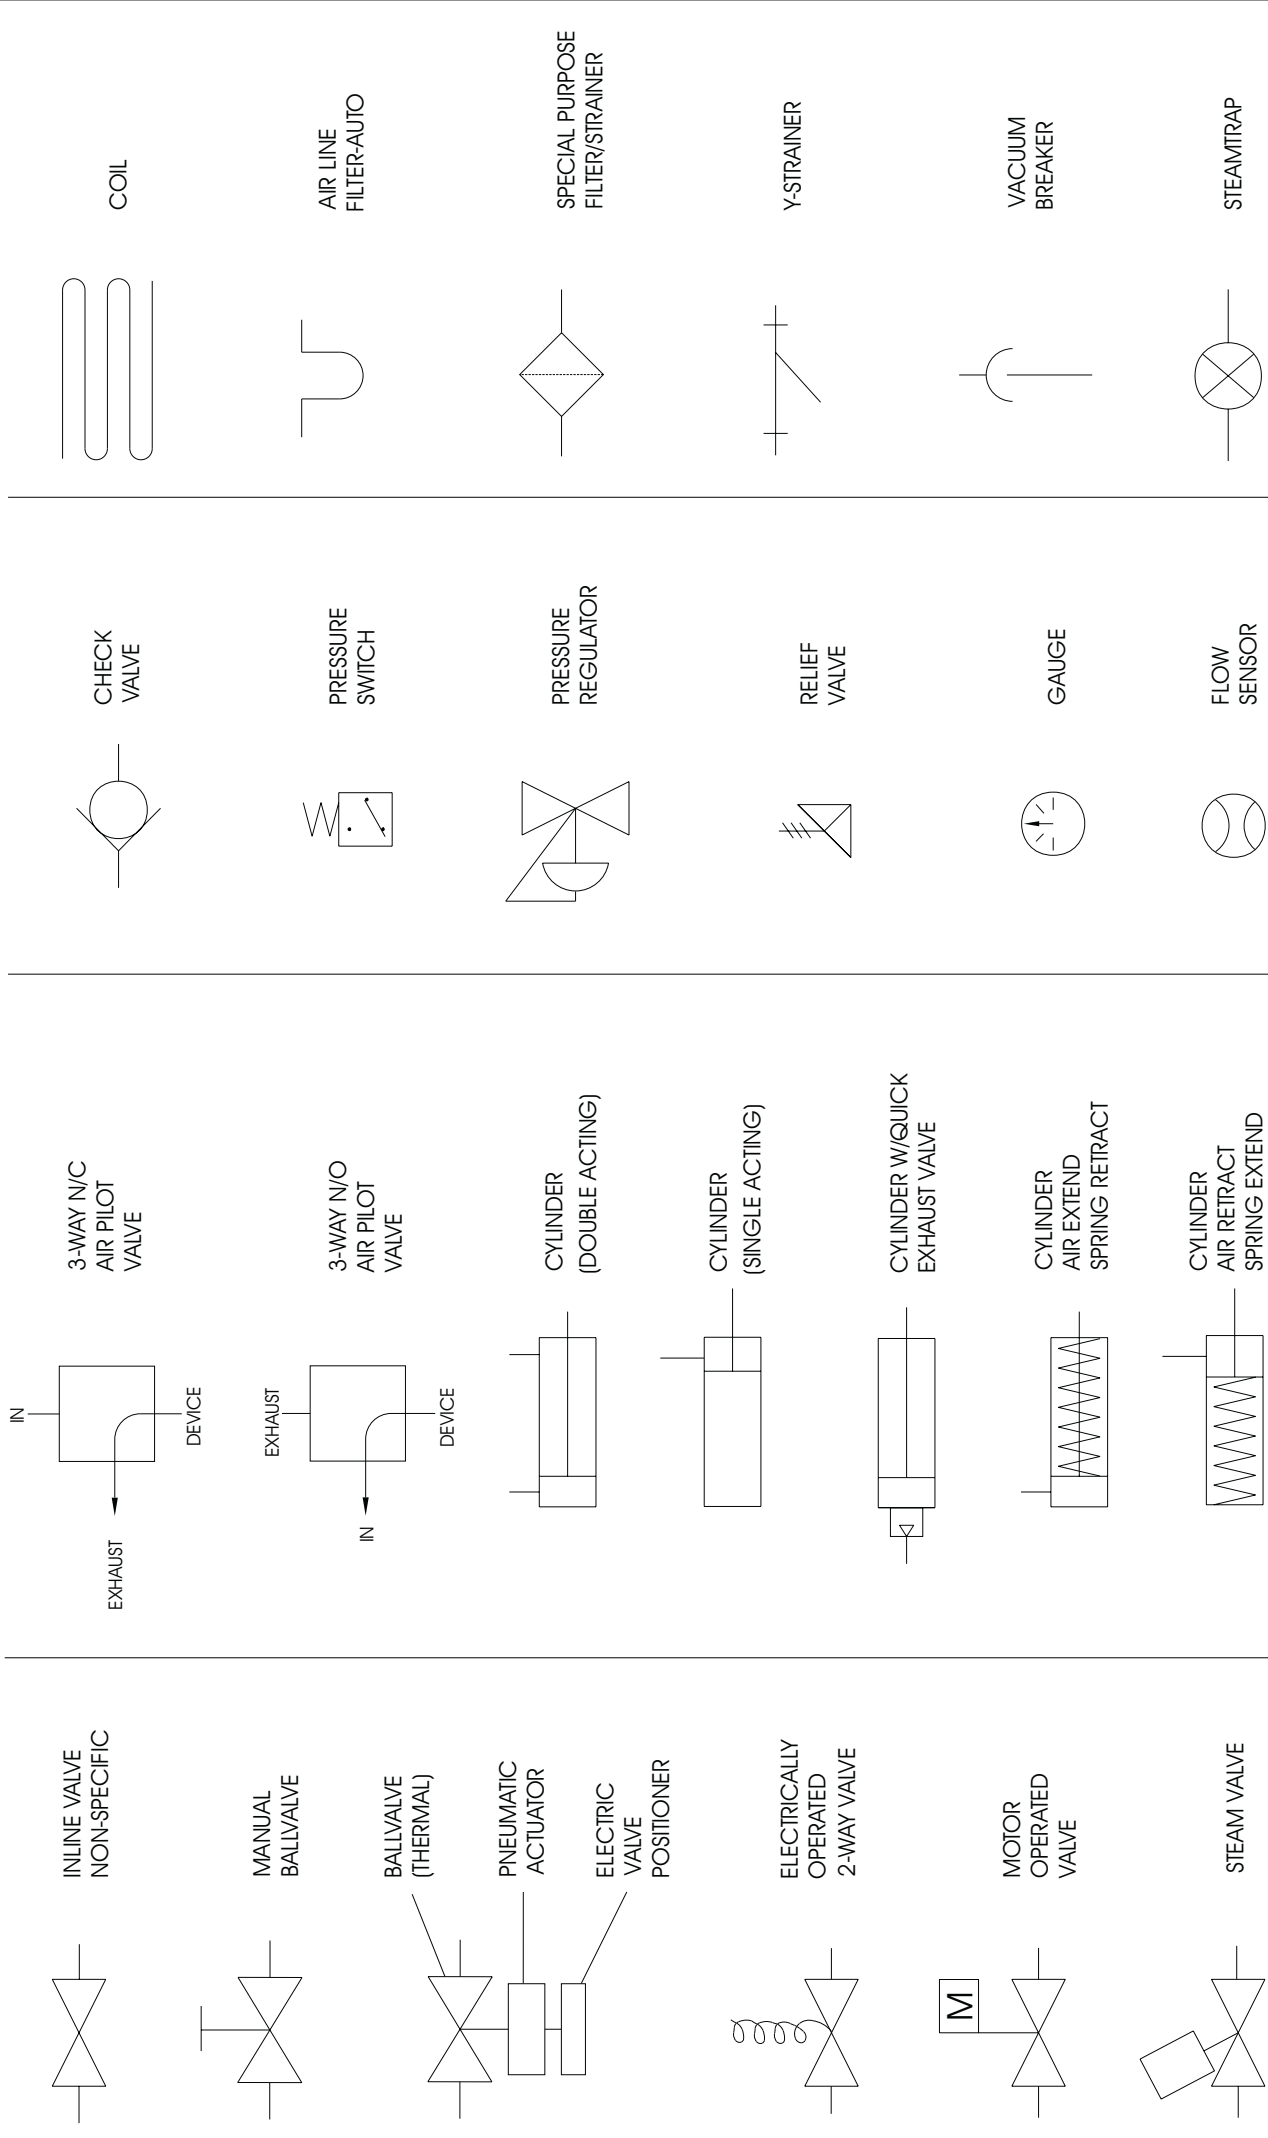 INLINE VALVE
NON-SPECIFIC
MANUAL
BALLVALVE
BALLVALVE
(THERMAL)
PNEUMATIC
ACTUATOR
ELECTRIC
VALVE
POSITIONER
ELECTRICALLY
OPERATED
2-WAY VALVE
M
MOTOR
OPERATED
VALVE
STEAM VALVE
IN
EXHAUST
DEVICE
3-WAY N/C
AIR PILOT
VALVE
EXHAUST
IN
DEVICE
3-WAY N/O
AIR PILOT
VALVE
CYLINDER
(DOUBLE ACTING)
CYLINDER
(SINGLE ACTING)
CYLINDER W/QUICK
EXHAUST VALVE
CYLINDER
AIR EXTEND
SPRING RETRACT
CYLINDER
AIR RETRACT
SPRING EXTEND
CHECK
VALVE
PRESSURE
SWITCH
PRESSURE
REGULATOR
RELIEF
VALVE
GAUGE
FLOW
SENSOR
COIL
AIR LINE
FILTER-AUTO
SPECIAL PURPOSE
FILTER/STRAINER
Y-STRAINER
VACUUM
BREAKER
STEAMTRAP